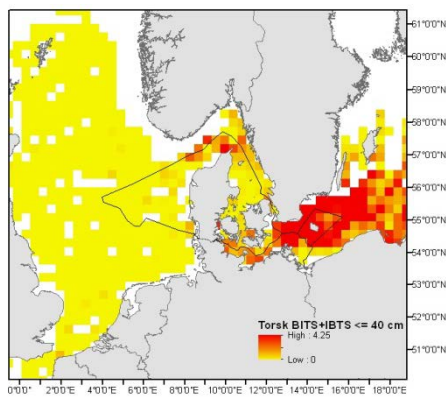 61°0'0"N
60°0'0"N
59°0'0"N
58°0'0"N
57°0'0"N
56°0'0"N
55°0'0"N
54°0'0"N
53°0'0"N
52°0'0"N
51°0'0"N
Torsk BITS+IBTS <= 40 cm
High : 4.25
Low : 0
0°0'0" 2°0'0"E 4°0'0"E 6°0'0"E 8°0'0"E 10°0'0"E 12°0'0"E 14°0'0"E 16°0'0"E 18°0'0"E